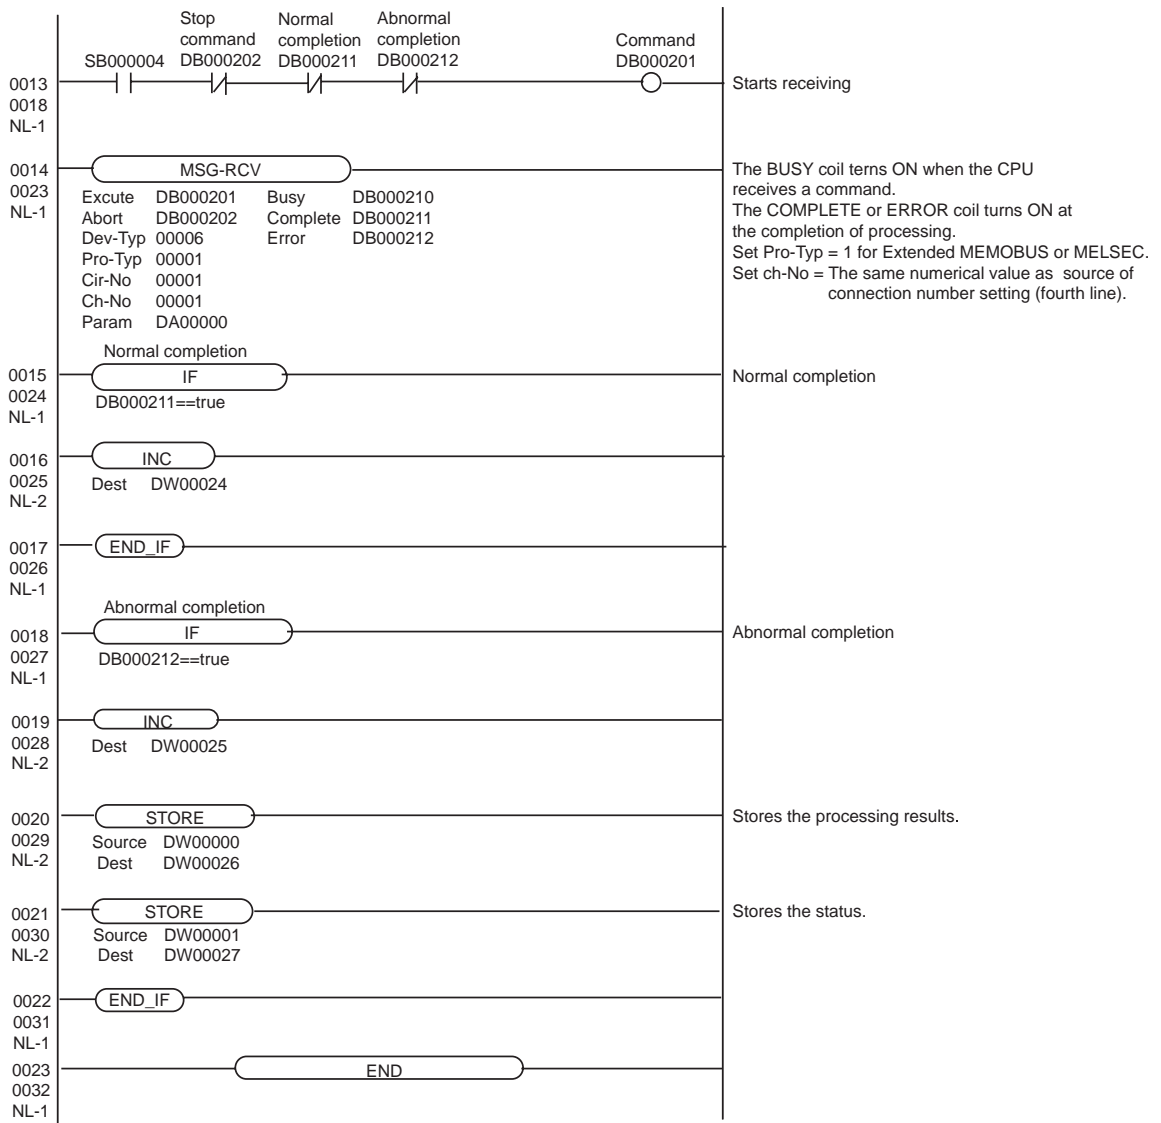 Stop command
Normal completion
Abnormal completion
Command
SB000004 DB000202 DB000211 DB000212 DB000201
0013
0018
NL-1
Starts receiving
0014
0023
NL-1
MSG-RCV
Excute DB000201 Busy DB000210
Abort DB000202 Complete DB000211
Dev-Typ 00006 Error DB000212
Pro-Typ 00001
Cir-No 00001
Ch-No 00001
Param DA00000
The BUSY coil terns ON when the CPU
receives a command.
The COMPLETE or ERROR coil turns ON at
the completion of processing.
Set Pro-Typ = 1 for Extended MEMOBUS or MELSEC.
Set ch-No = The same numerical value as source of
connection number setting (fourth line).
Normal completion
0015
0024
NL-1
IF
DB000211==true
Normal completion
0016
0025
NL-2
INC
Dest DW00024
0017
0026
NL-1
END_IF
Abnormal completion
0018
0027
NL-1
IF
DB000212==true
Abnormal completion
0019
0028
NL-2
INC
Dest DW00025
0020
0029
NL-2
STORE
Source DW00000
Dest DW00026
Stores the processing results.
0021
0030
NL-2
STORE
Source DW00001
Dest DW00027
Stores the status.
0022
0031
NL-1
END_IF
0023
0032
NL-1
END